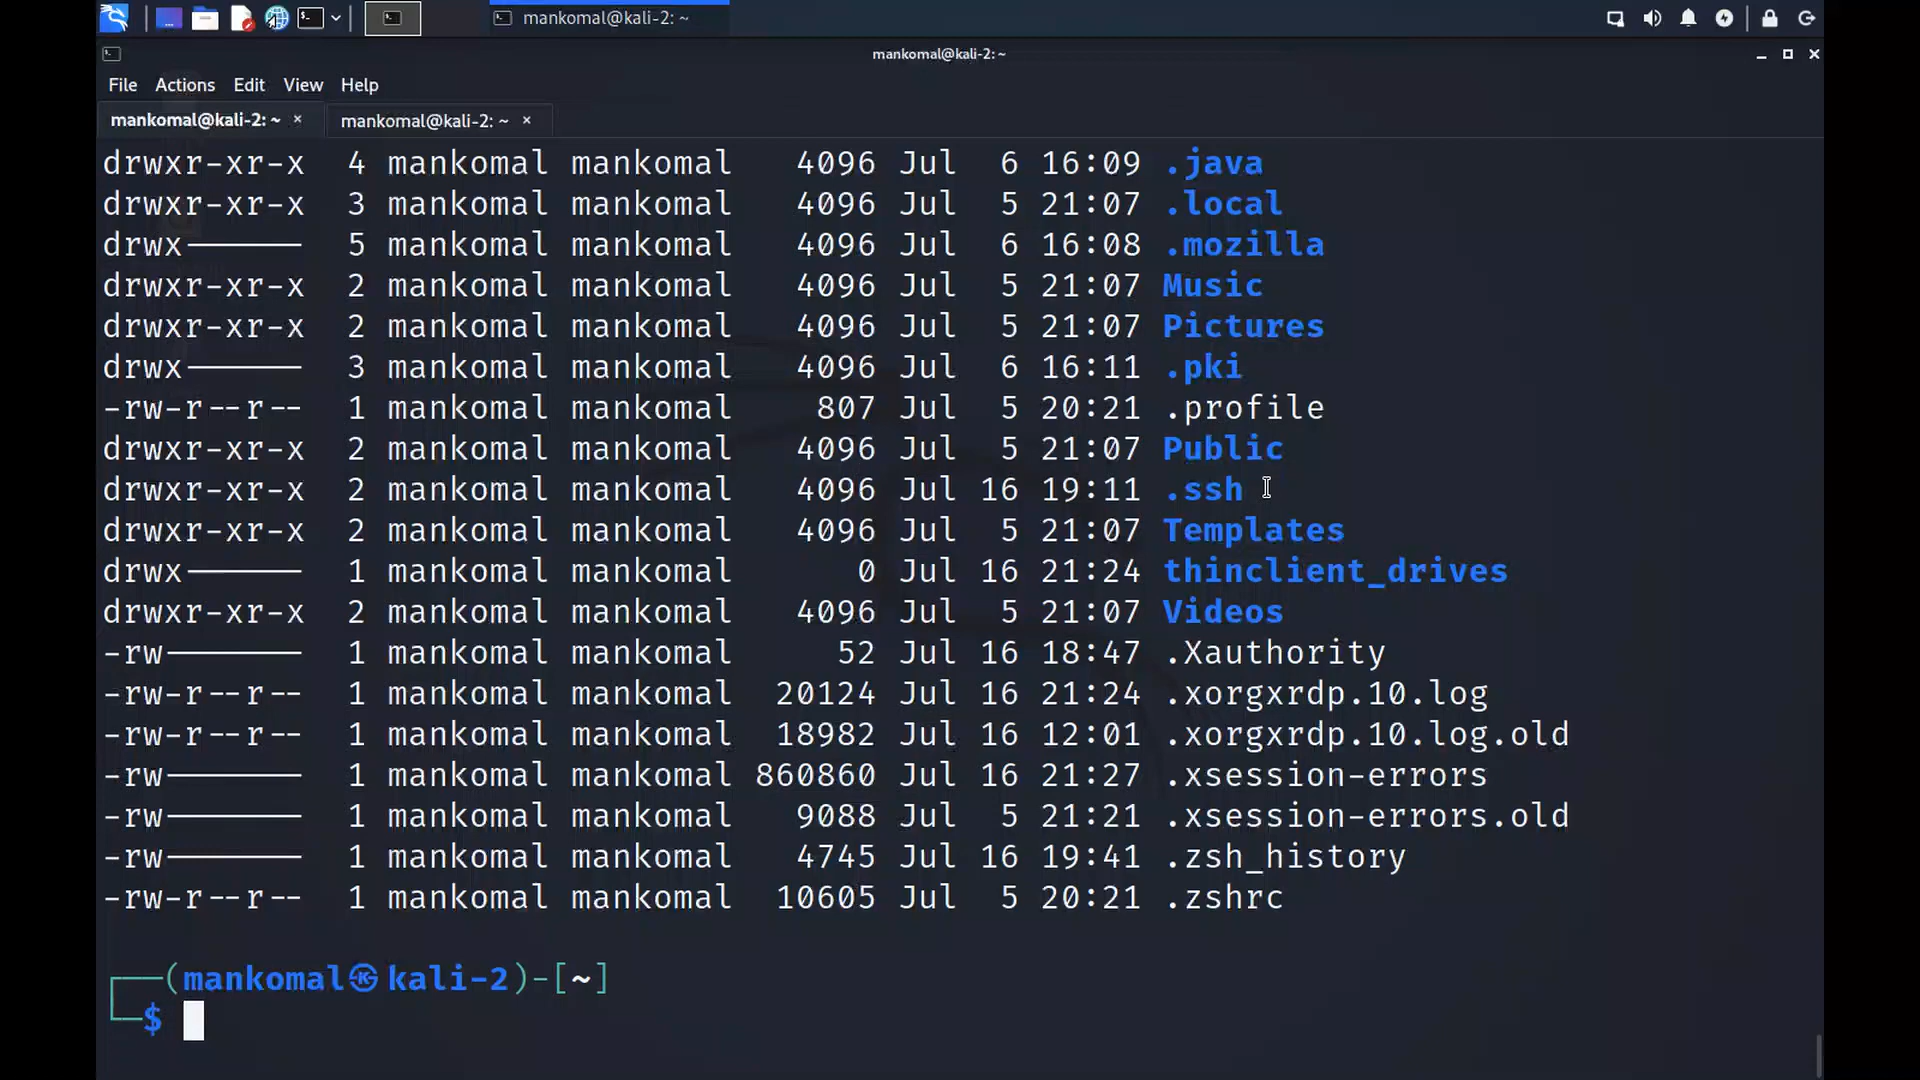 mankomal@kali-2: ~
mankomal@kali-2: ~
File Actions Edit View Help
mankomal@kali-2: ~ × mankomal@kali-2: ~ ×
drwxr-xr-x 4 mankomal mankomal 4096 Jul 6 16:09 .java
drwxr-xr-x 3 mankomal mankomal 4096 Jul 5 21:07 .local
drwx------ 5 mankomal mankomal 4096 Jul 6 16:08 .mozilla
drwxr-xr-x 2 mankomal mankomal 4096 Jul 5 21:07 Music
drwxr-xr-x 2 mankomal mankomal 4096 Jul 5 21:07 Pictures
drwx------ 3 mankomal mankomal 4096 Jul 6 16:11 .pki
-rw-r--r-- 1 mankomal mankomal 807 Jul 5 20:21 .profile
drwxr-xr-x 2 mankomal mankomal 4096 Jul 5 21:07 Public
drwxr-xr-x 2 mankomal mankomal 4096 Jul 16 19:11 .ssh
drwxr-xr-x 2 mankomal mankomal 4096 Jul 5 21:07 Templates
drwx------ 1 mankomal mankomal 0 Jul 16 21:24 thinclient_drives
drwxr-xr-x 2 mankomal mankomal 4096 Jul 5 21:07 Videos
-rw------- 1 mankomal mankomal 52 Jul 16 18:47 .Xauthority
-rw-r--r-- 1 mankomal mankomal 20124 Jul 16 21:24 .xorgxrdp.10.log
-rw-r--r-- 1 mankomal mankomal 18982 Jul 16 12:01 .xorgxrdp.10.log.old
-rw------- 1 mankomal mankomal 860860 Jul 16 21:27 .xsession-errors
-rw------- 1 mankomal mankomal 9088 Jul 5 21:21 .xsession-errors.old
-rw------- 1 mankomal mankomal 4745 Jul 16 19:41 .zsh_history
-rw-r--r-- 1 mankomal mankomal 10605 Jul 5 20:21 .zshrc
┌──(mankomal㉿kali-2)-[~]
└─$